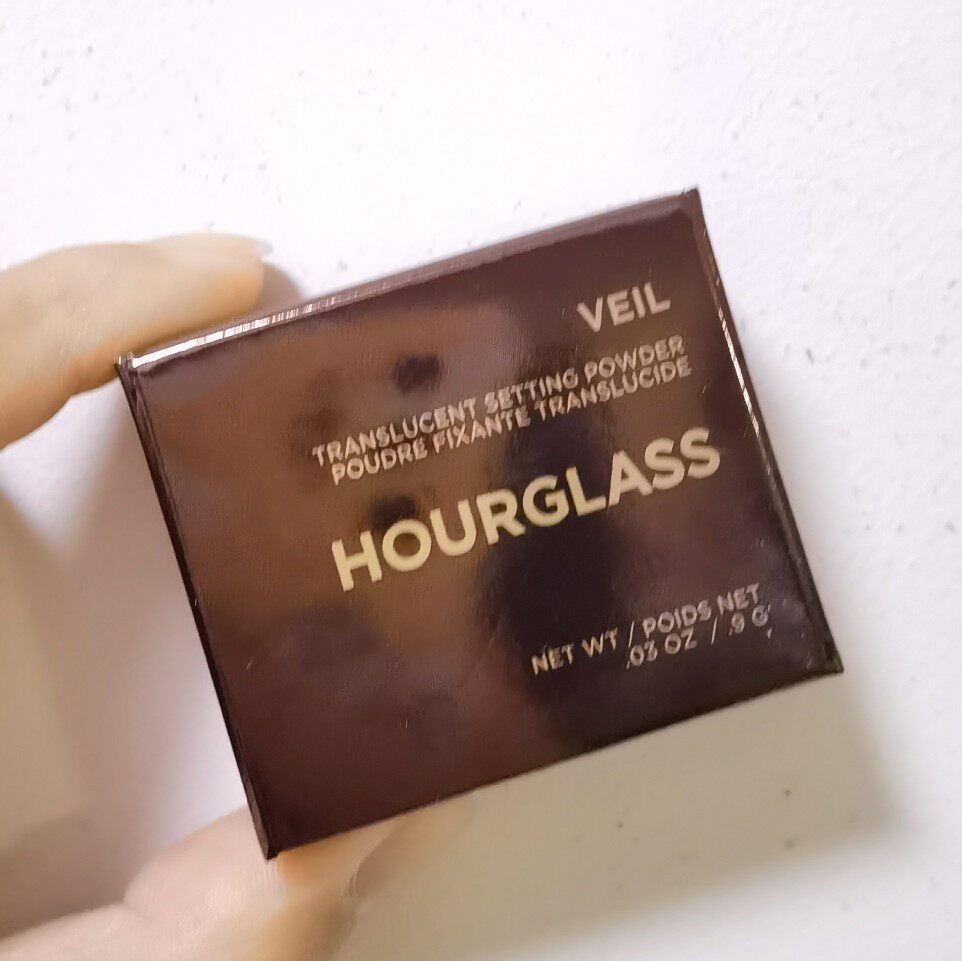 VEIL
TRANSLUCENT SETTING POWDER
POUDRE FIXANTE TRANSLUCIDE
HOURGLASS
NET WT / POIDS NET
.03 OZ / .9 G